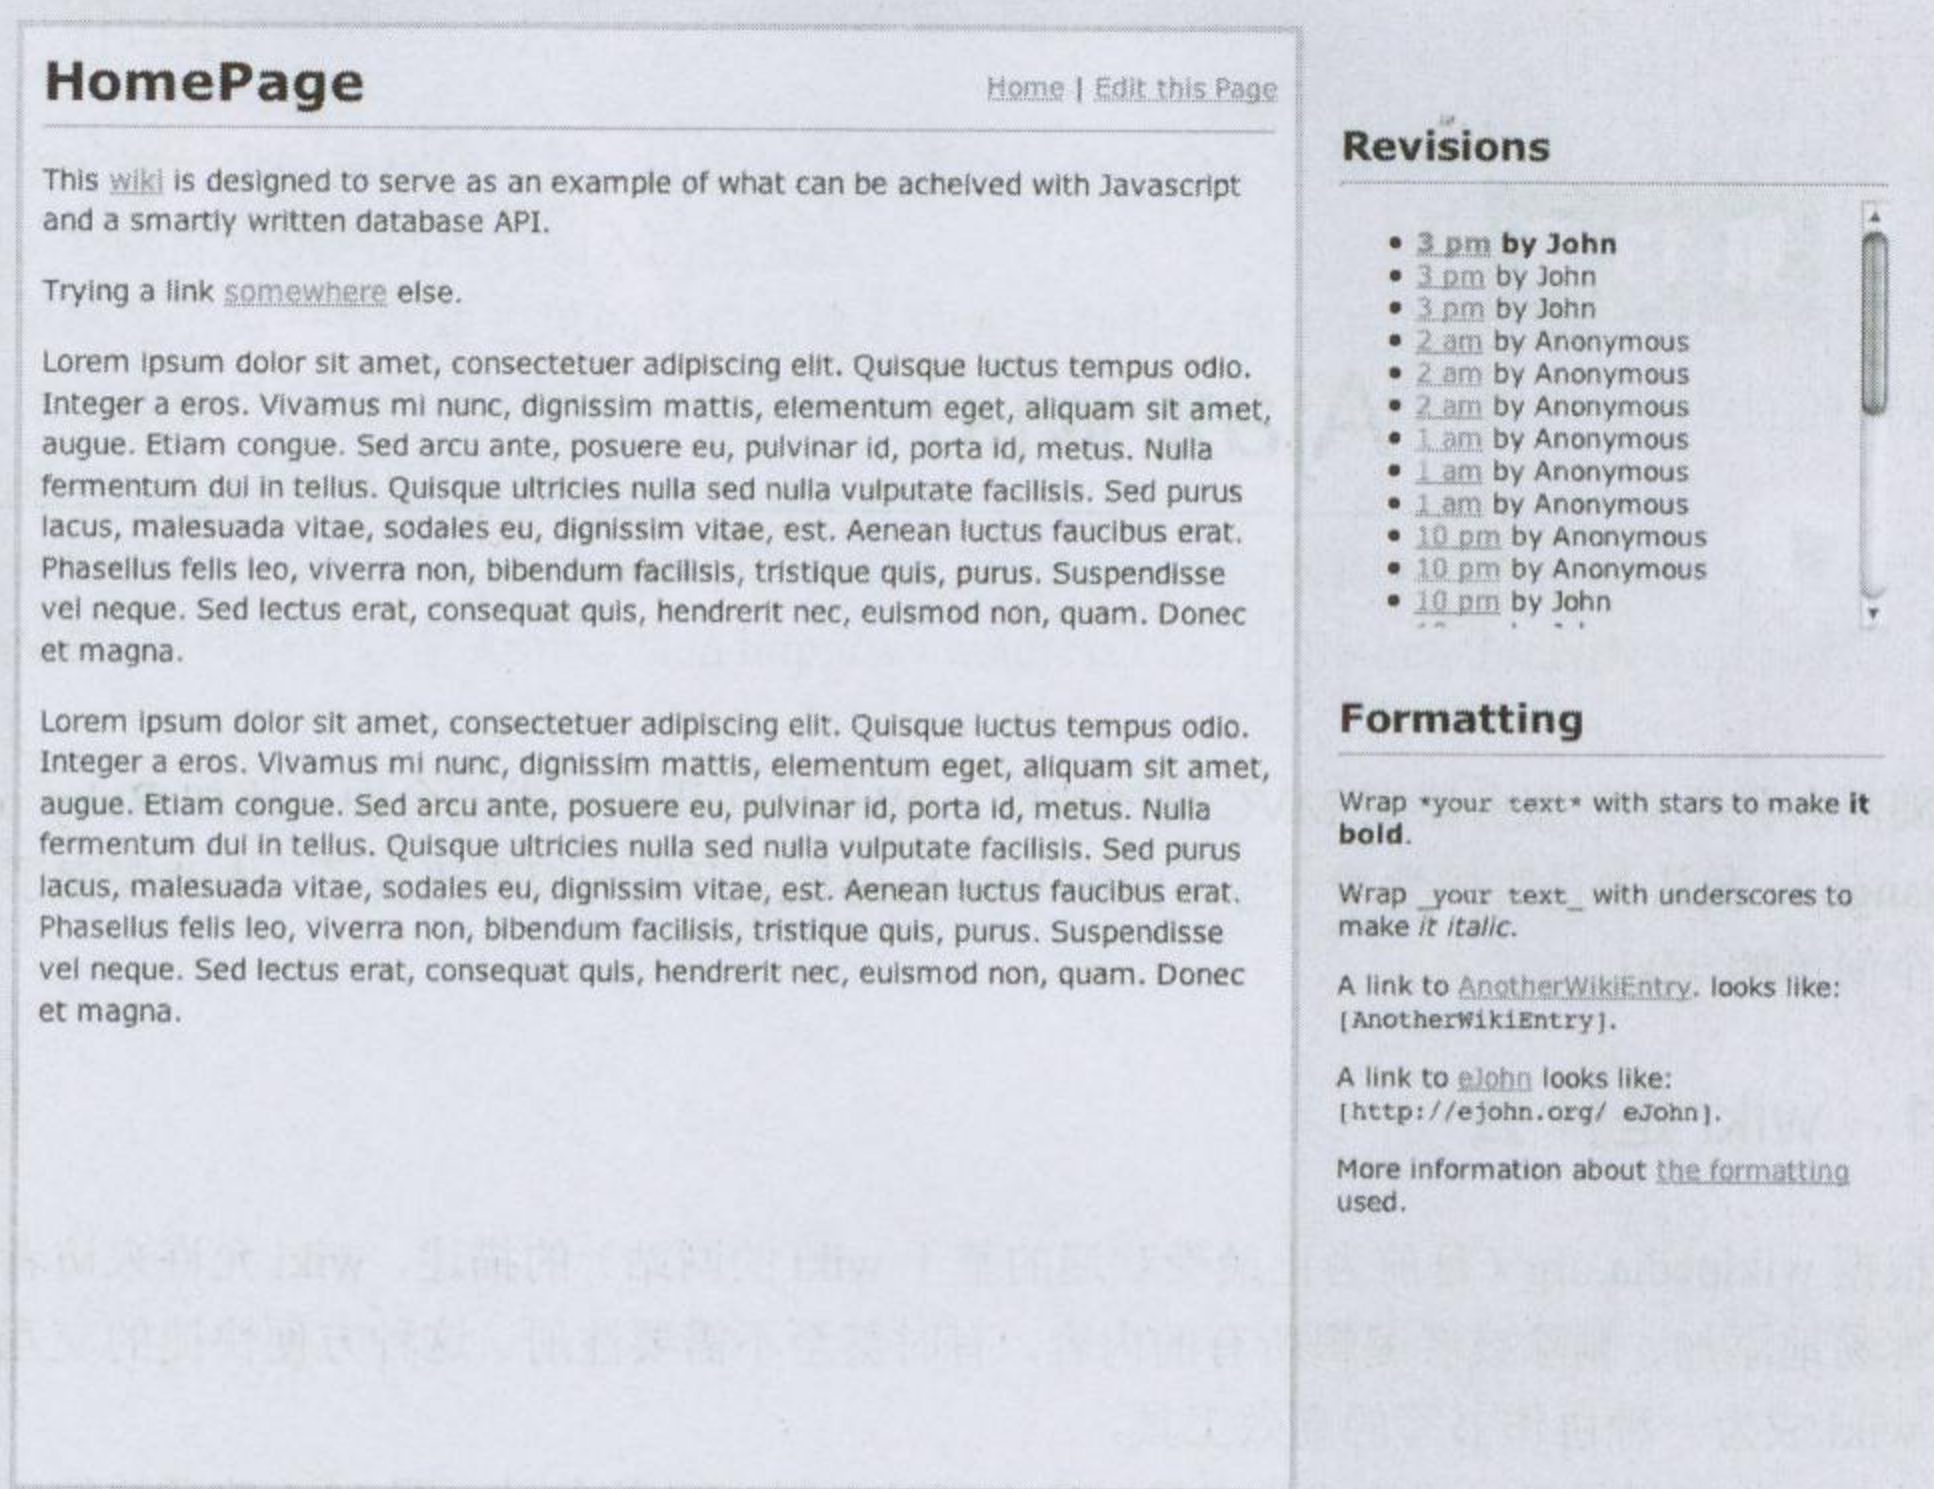 HomePage
Home | Edit this Page
This wiki is designed to serve as an example of what can be acheived with Javascript
and a smartly written database API.
Trying a link somewhere else.
Lorem ipsum dolor sit amet, consectetuer adipiscing elit. Quisque luctus tempus odio.
Integer a eros. Vivamus mi nunc, dignissim mattis, elementum eget, aliquam sit amet,
augue. Etiam congue. Sed arcu ante, posuere eu, pulvinar id, porta id, metus. Nulla
fermentum dui in tellus. Quisque ultricies nulla sed nulla vulputate facilisis. Sed purus
lacus, malesuada vitae, sodales eu, dignissim vitae, est. Aenean luctus faucibus erat.
Phasellus felis leo, viverra non, bibendum facilisis, tristique quis, purus. Suspendisse
vel neque. Sed lectus erat, consequat quis, hendrerit nec, euismod non, quam. Donec
et magna.
Lorem ipsum dolor sit amet, consectetuer adipiscing elit. Quisque luctus tempus odio.
Integer a eros. Vivamus mi nunc, dignissim mattis, elementum eget, aliquam sit amet,
augue. Etiam congue. Sed arcu ante, posuere eu, pulvinar id, porta id, metus. Nulla
fermentum dui in tellus. Quisque ultricies nulla sed nulla vulputate facilisis. Sed purus
lacus, malesuada vitae, sodales eu, dignissim vitae, est. Aenean luctus faucibus erat.
Phasellus felis leo, viverra non, bibendum facilisis, tristique quis, purus. Suspendisse
vel neque. Sed lectus erat, consequat quis, hendrerit nec, euismod non, quam. Donec
et magna.
Revisions
• 3 pm by John
• 3 pm by John
• 3 pm by John
• 2 am by Anonymous
• 2 am by Anonymous
• 2 am by Anonymous
• 1 am by Anonymous
• 1 am by Anonymous
• 1 am by Anonymous
• 10 pm by Anonymous
• 10 pm by Anonymous
• 10 pm by John
Formatting
Wrap *your text* with stars to make it
bold.
Wrap _your text_ with underscores to
make it italic.
A link to AnotherWikiEntry. looks like:
[AnotherWikiEntry].
A link to eJohn looks like:
[http://ejohn.org/ eJohn].
More information about the formatting
used.